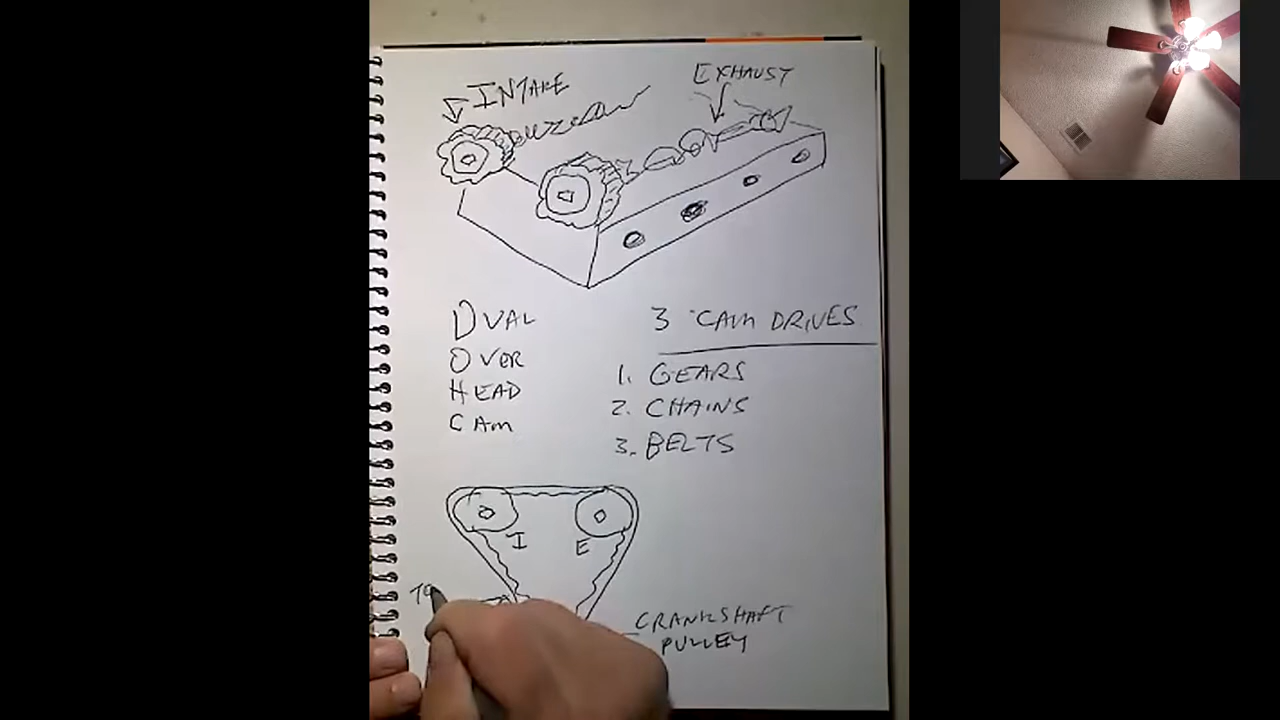 INTAKE
EXHAUST
DUAL
OVER
HEAD
CAM
3 CAM DRIVES
1. GEARS
2. CHAINS
3. BELTS
I
E
CRANKSHAFT
PULLEY